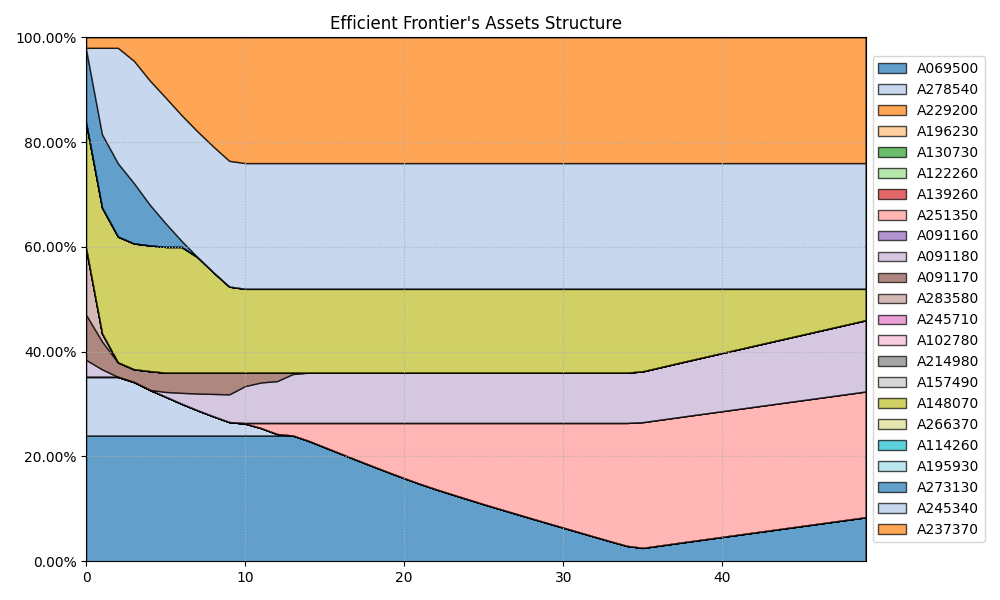 Efficient Frontier's Assets Structure
100.00%
80.00%
60.00%
40.00%
20.00%
0.00%
0
10
20
30
40
A069500
A278540
A229200
A196230
A130730
A122260
A139260
A251350
A091160
A091180
A091170
A283580
A245710
A102780
A214980
A157490
A148070
A266370
A114260
A195930
A273130
A245340
A237370